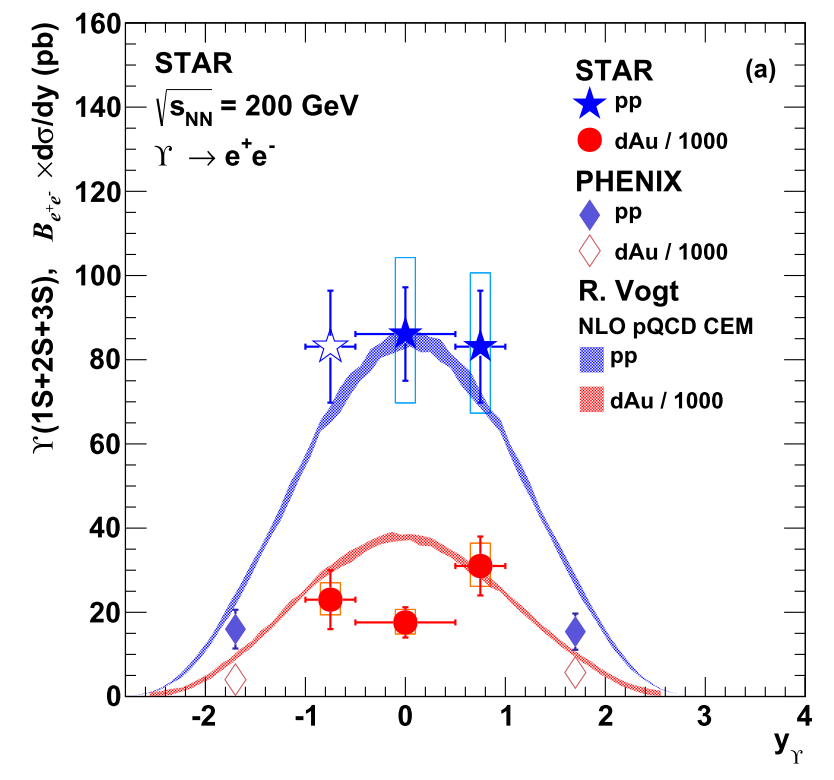 STAR
√sNN = 200 GeV
ϒ → e+e-
(a)
STAR
pp
dAu / 1000
PHENIX
pp
dAu / 1000
R. Vogt
NLO pQCD CEM
pp
dAu / 1000
ϒ(1S+2S+3S), Be+e- ×dσ/dy (pb)
160
140
120
100
80
60
40
20
0
-2 -1 0 1 2 3 4
yϒ